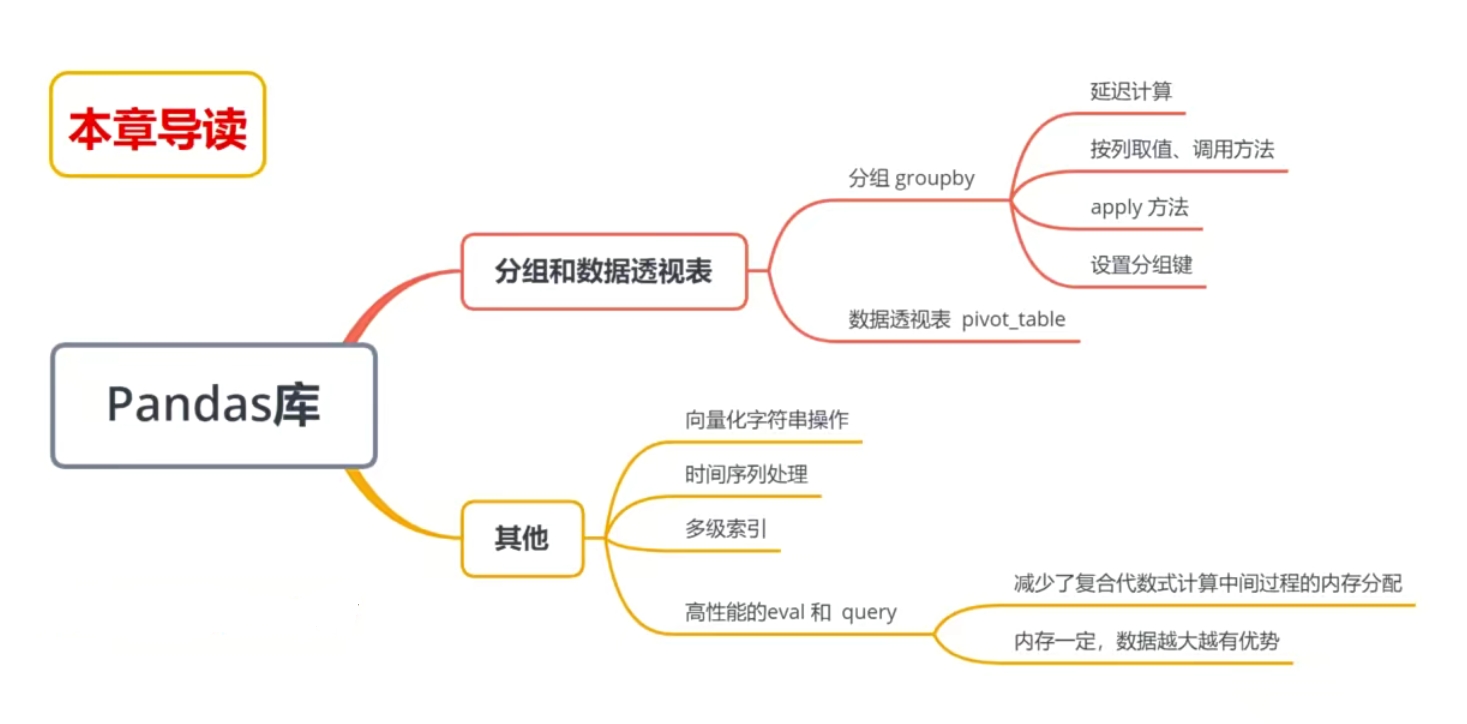 本章导读
Pandas库
分组和数据透视表
分组 groupby
延迟计算
按列取值、调用方法
apply 方法
设置分组键
数据透视表 pivot_table
其他
向量化字符串操作
时间序列处理
多级索引
高性能的eval 和 query
减少了复合代数式计算中间过程的内存分配
内存一定，数据越大越有优势